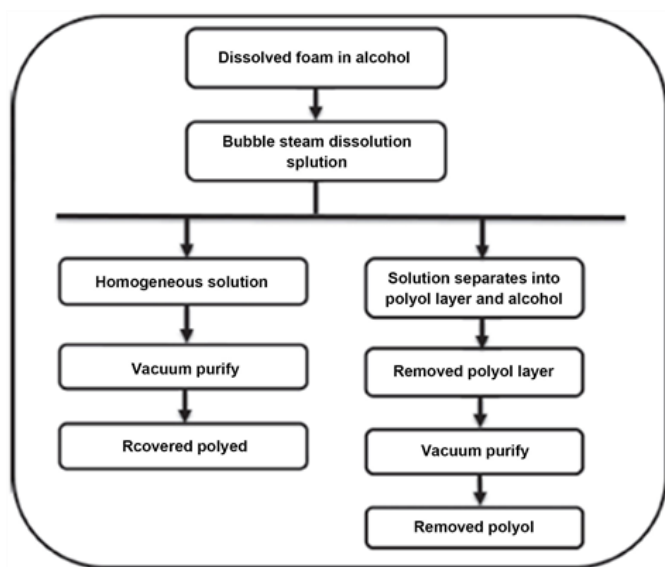 Dissolved foam in alcohol
Bubble steam dissolution
splution
Homogeneous solution
Vacuum purify
Rcovered polyed
Solution separates into
polyol layer and alcohol
Removed polyol layer
Vacuum purify
Removed polyol